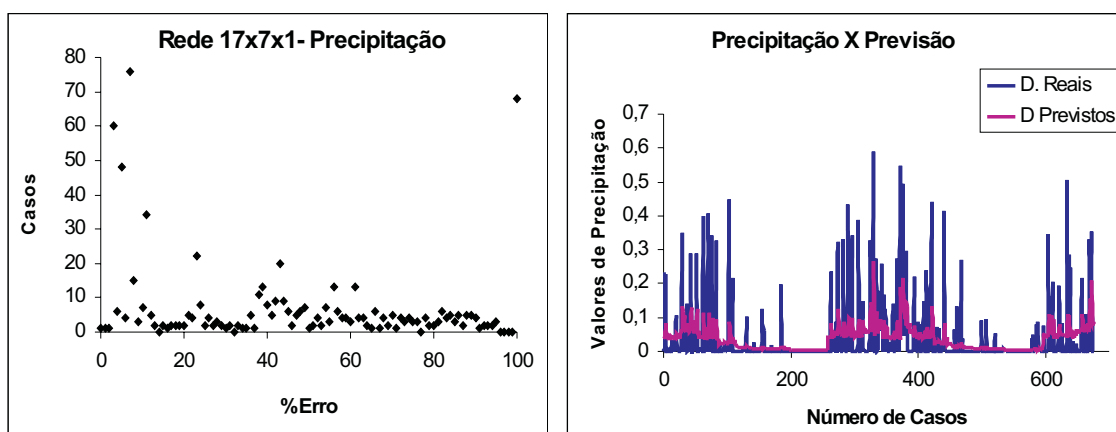 Rede 17x7x1- Precipitação
80
70
60
50
40
30
20
10
0
0 20 40 60 80 100
Casos
%Erro
Precipitação X Previsão
D. Reais
D Previstos
0,7
0,6
0,5
0,4
0,3
0,2
0,1
0
0 200 400 600
Valores de Precipitação
Número de Casos